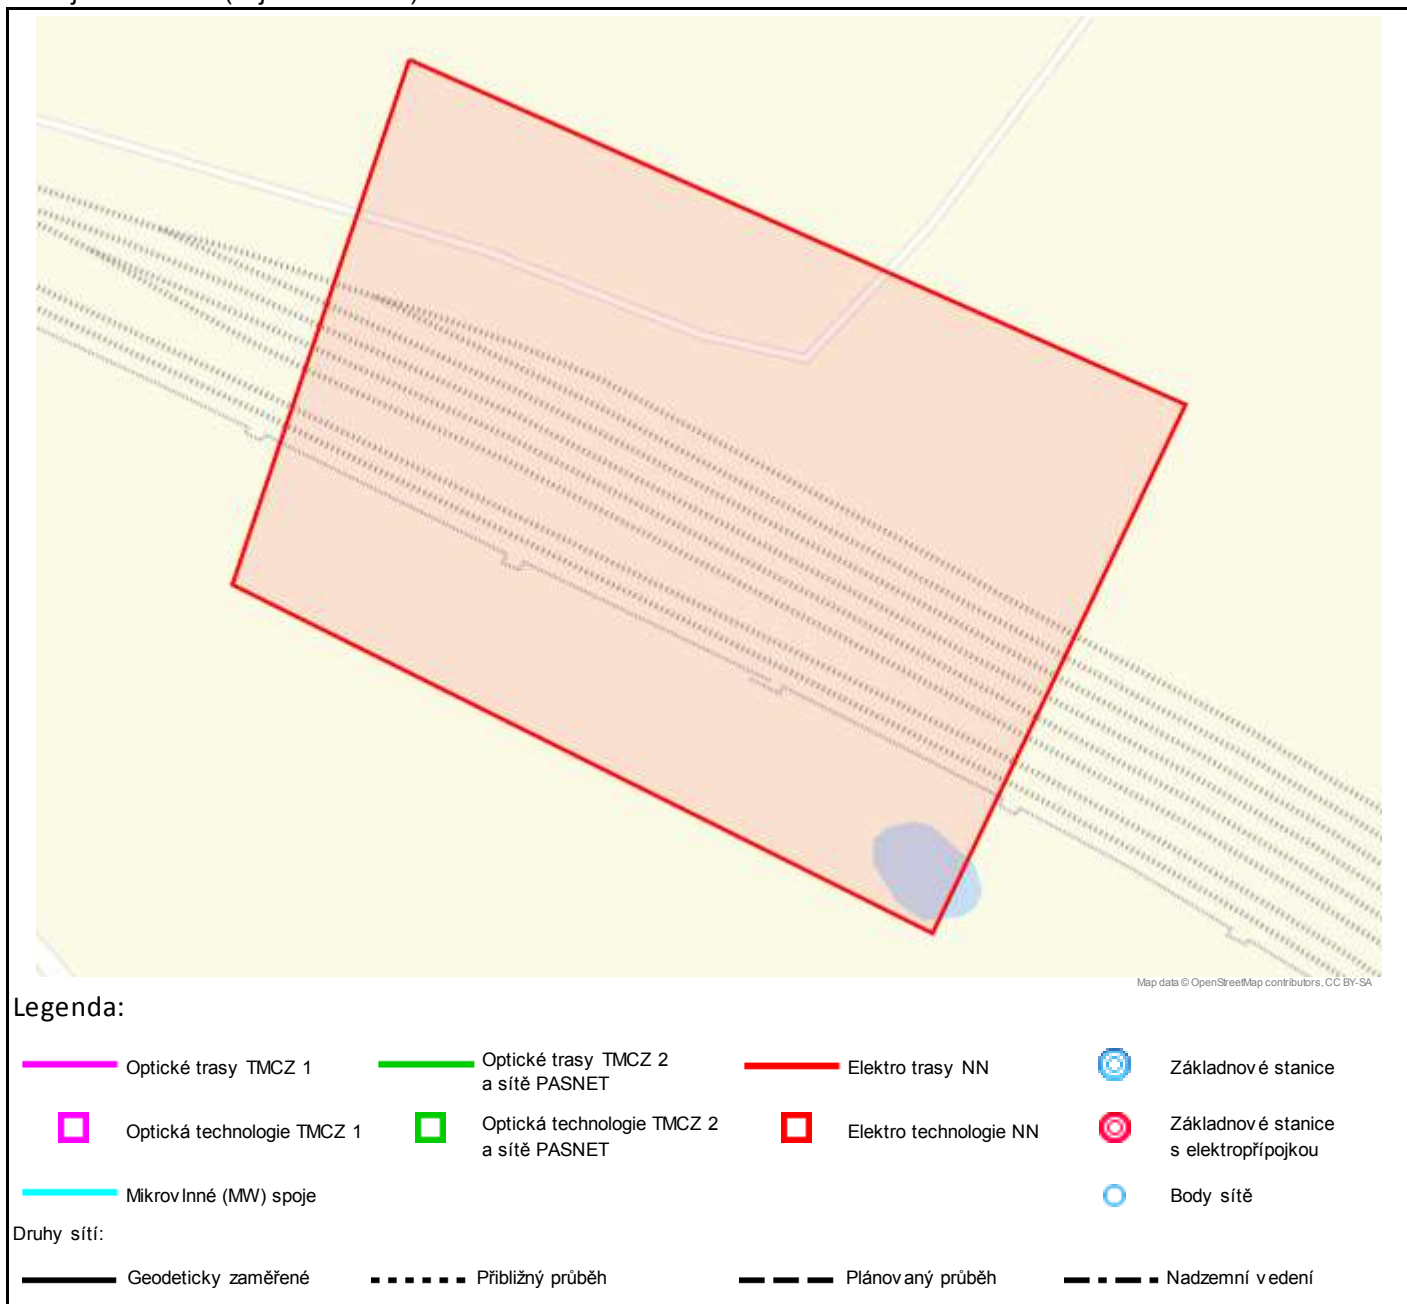 Map data © OpenStreetMap contributors, CC BY-SA
Legenda:
Optické trasy TMCZ 1
Optické trasy TMCZ 2
a sítě PASNET
Elektro trasy NN
Základnové stanice
Optická technologie TMCZ 1
Optická technologie TMCZ 2
a sítě PASNET
Elektro technologie NN
Základnové stanice
s elektropřípojkou
Mikrovlnné (MW) spoje
Body sítě
Druhy sítí:
Geodeticky zaměřené
Přibližný průběh
Plánovaný průběh
Nadzemní vedení